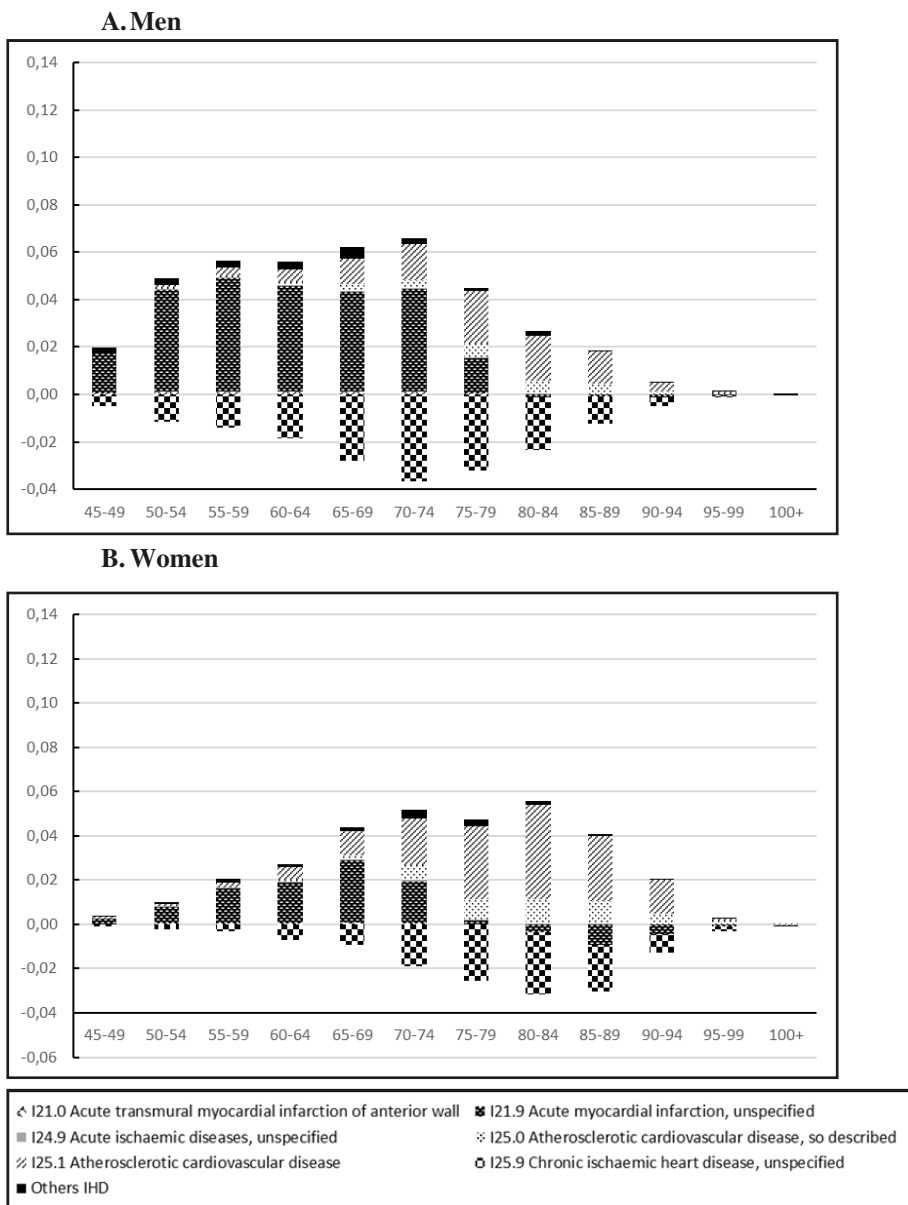 A. Men
0,14
0,12
0,10
0,08
0,06
0,04
0,02
0,00
-0,02
-0,04
45-49 50-54 55-59 60-64 65-69 70-74 75-79 80-84 85-89 90-94 95-99 100+
B. Women
0,14
0,12
0,10
0,08
0,06
0,04
0,02
0,00
-0,02
-0,04
45-49 50-54 55-59 60-64 65-69 70-74 75-79 80-84 85-89 90-94 95-99 100+
-0,06
I21.0 Acute transmural myocardial infarction of anterior wall I21.9 Acute myocardial infarction, unspecified
I24.9 Acute ischaemic diseases, unspecified I25.0 Atherosclerotic cardiovascular disease, so described
I25.1 Atherosclerotic cardiovascular disease I25.9 Chronic ischaemic heart disease, unspecified
Others IHD